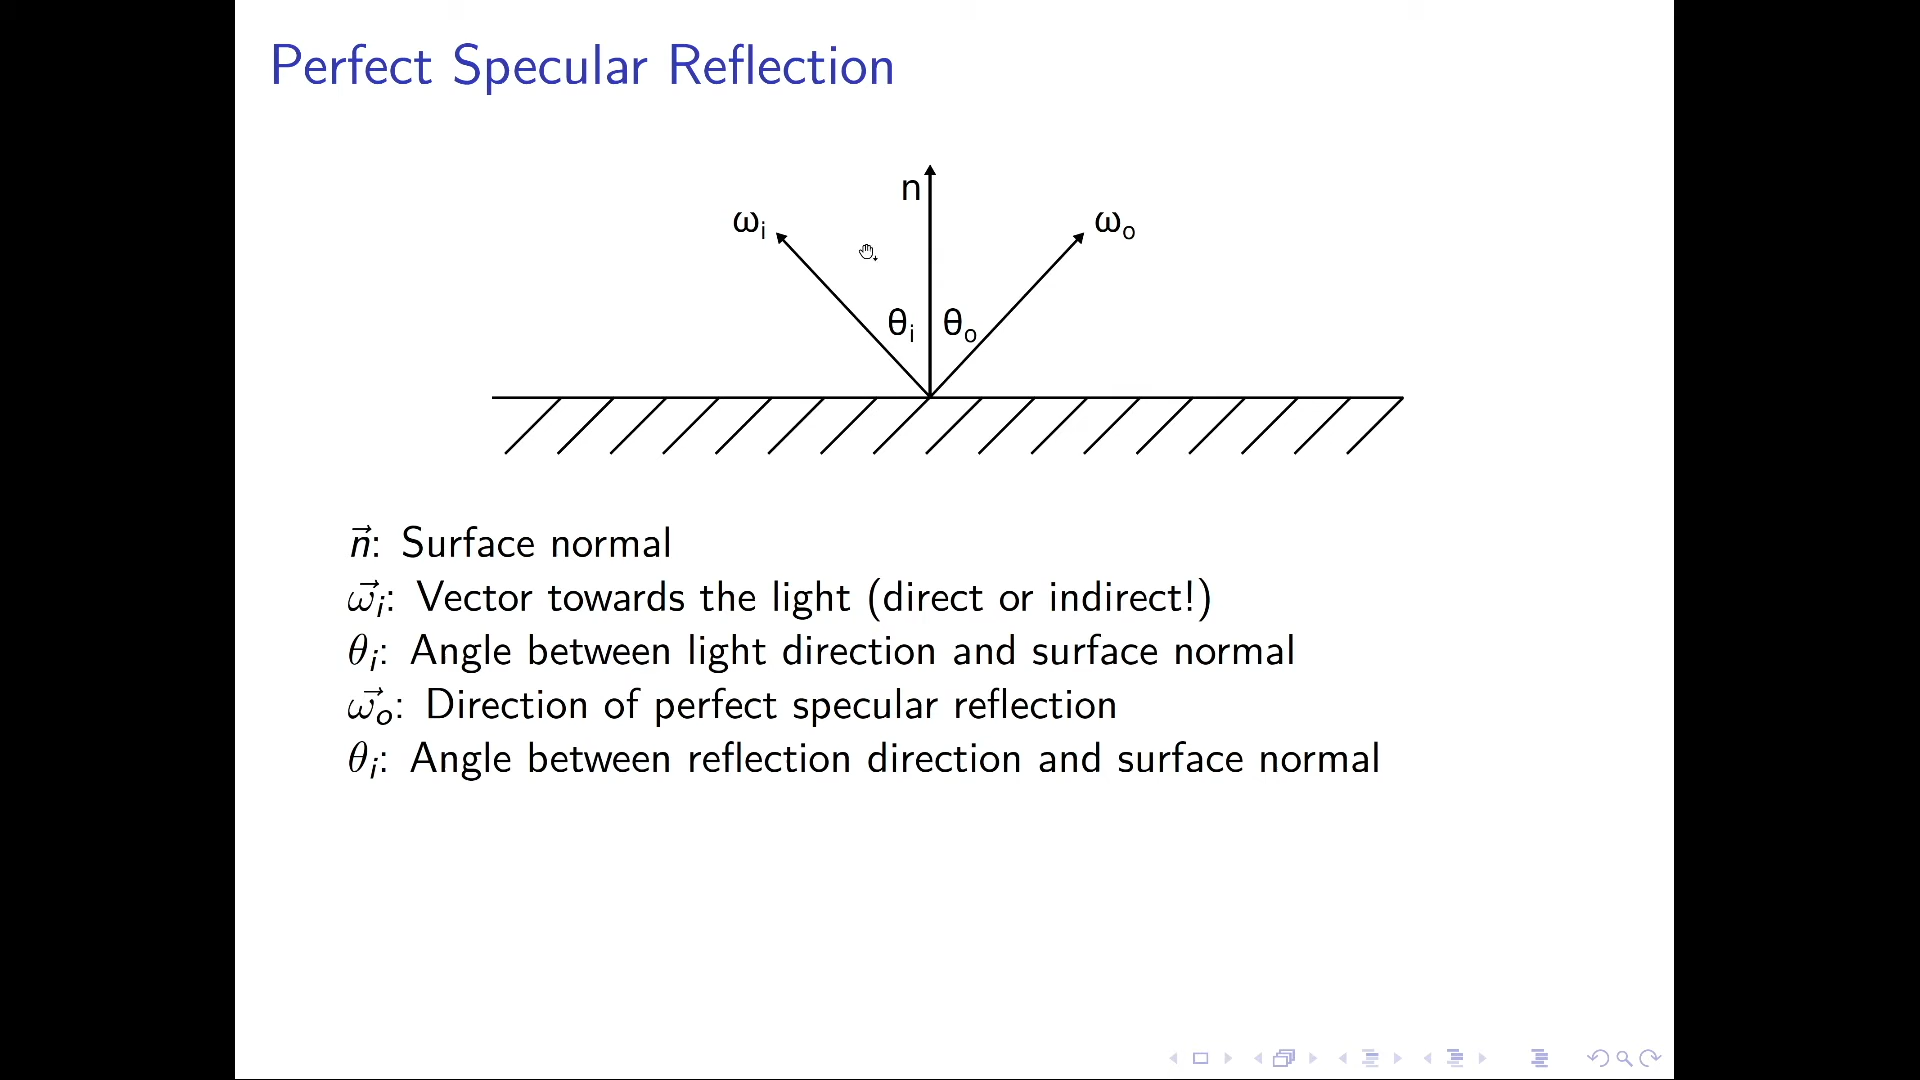 Perfect Specular Reflection
n
ωi
ωo
θi
θo
n⃗: Surface normal
ω⃗i: Vector towards the light (direct or indirect!)
θi: Angle between light direction and surface normal
ω⃗o: Direction of perfect specular reflection
θi: Angle between reflection direction and surface normal